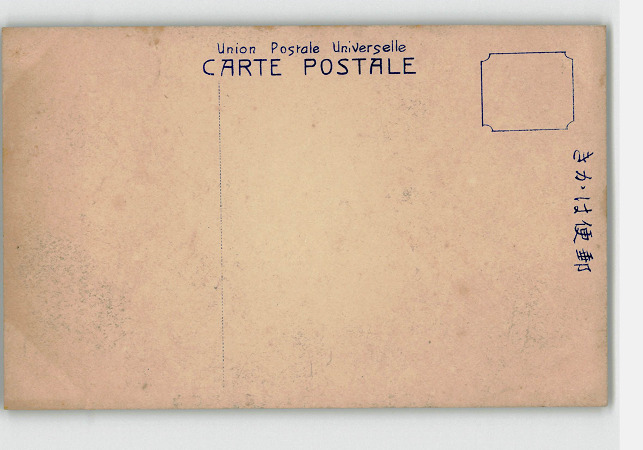 Union Postale Universelle
CARTE POSTALE
きかは便郵